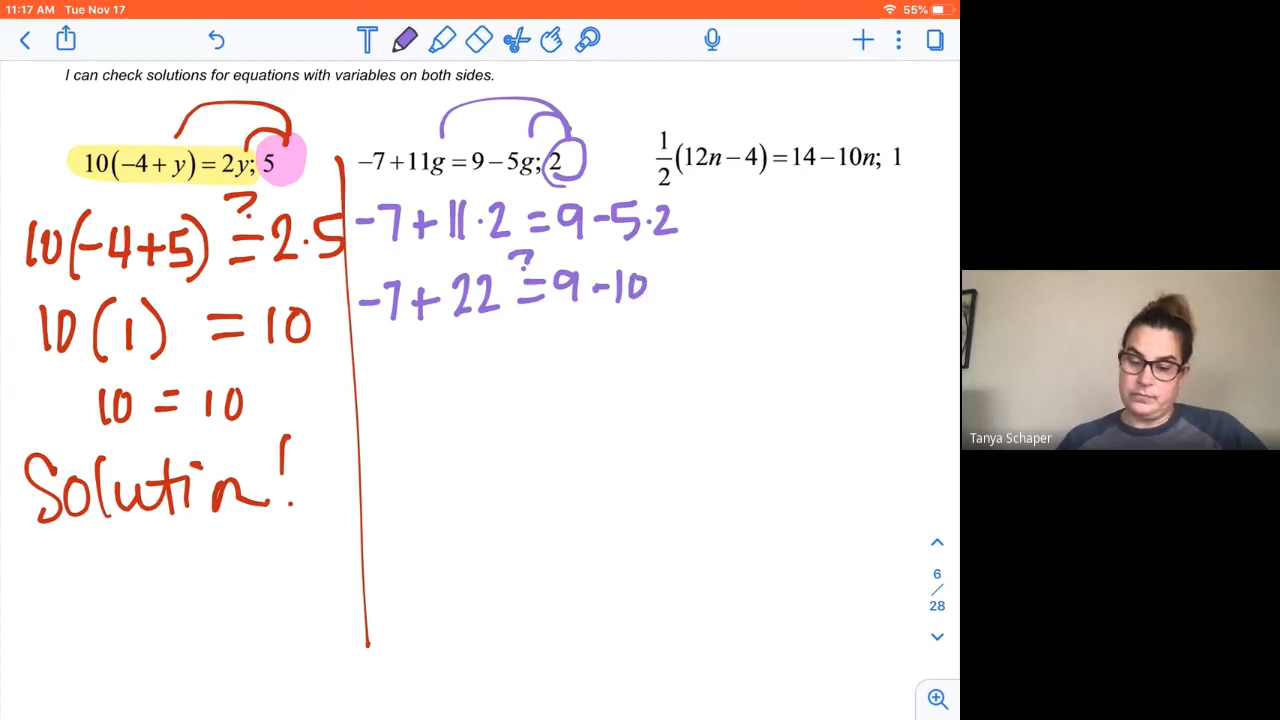 11:17 AM Tue Nov 17
55%
T
I can check solutions for equations with variables on both sides.
10(−4 + y) = 2y; 5
10(-4+5) ?= 2·5
10(1) = 10
10 = 10
Solution!
−7 + 11g = 9 − 5g; 2
-7+11·2 = 9-5·2
-7+22 ?= 9-10
1/2(12n − 4) = 14 − 10n; 1
Tanya Schaper
6
/
28